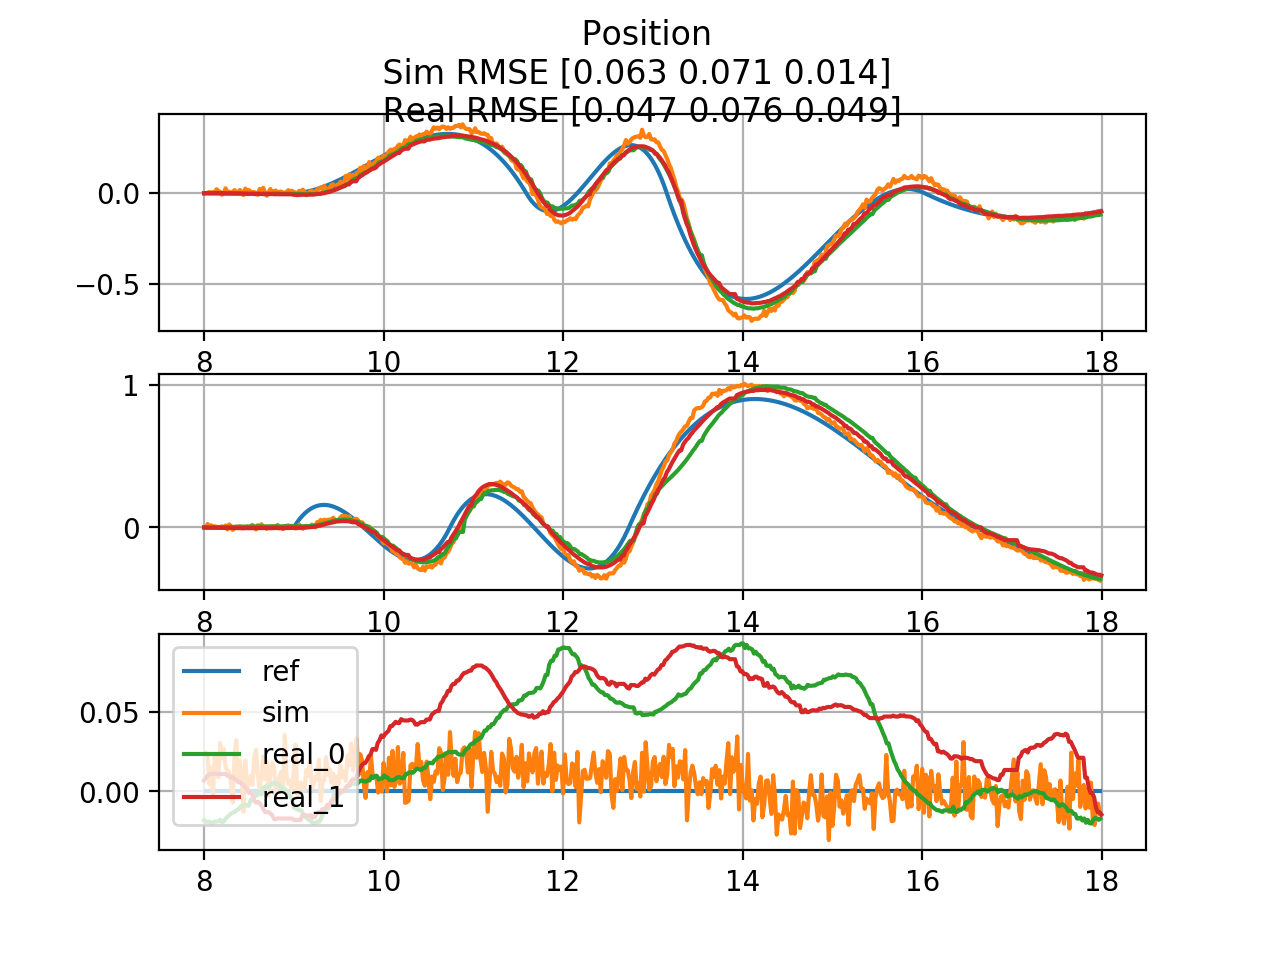 Position
Sim RMSE [0.063 0.071 0.014]
Real RMSE [0.047 0.076 0.049]
0.0
−0.5
8 10 12 14 16 18
1
0
8 10 12 14 16 18
ref
sim
real_0
real_1
0.05
0.00
8 10 12 14 16 18